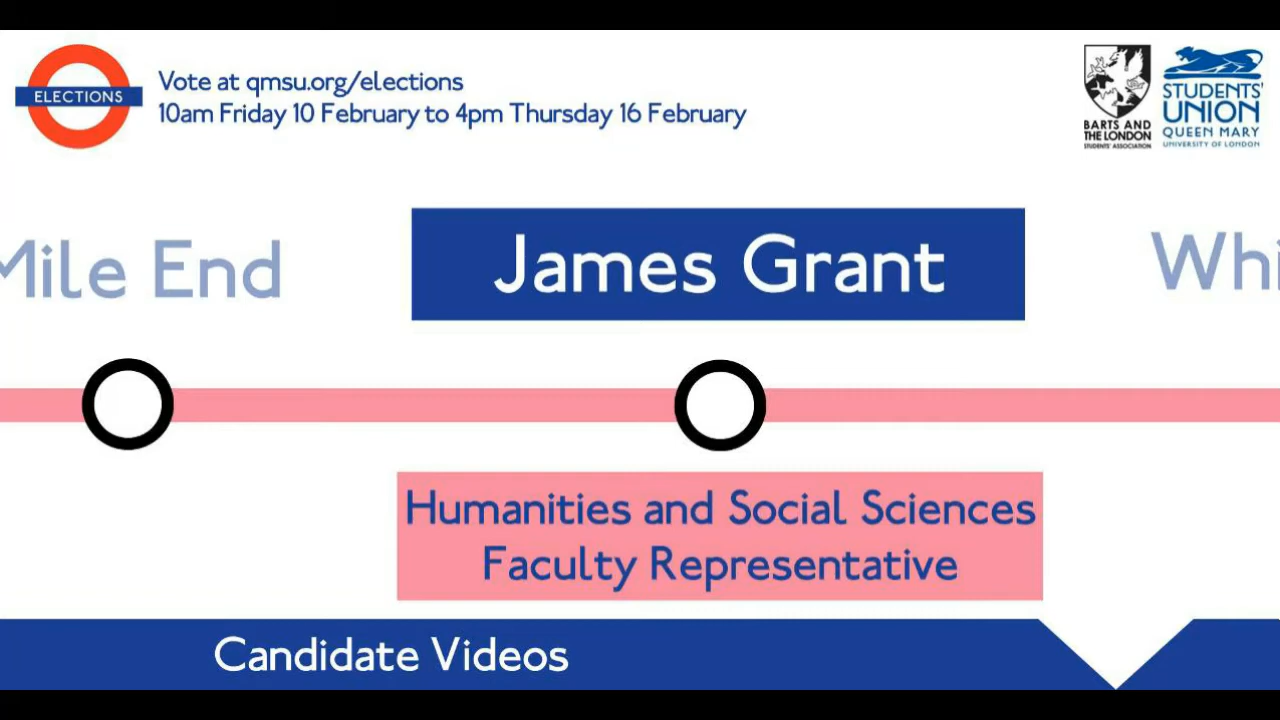 ELECTIONS
Vote at qmsu.org/elections
10am Friday 10 February to 4pm Thursday 16 February
BARTS AND
THE LONDON
STUDENTS' ASSOCIATION
STUDENTS'
UNION
QUEEN MARY
UNIVERSITY OF LONDON
Mile End
James Grant
Whi
Humanities and Social Sciences
Faculty Representative
Candidate Videos